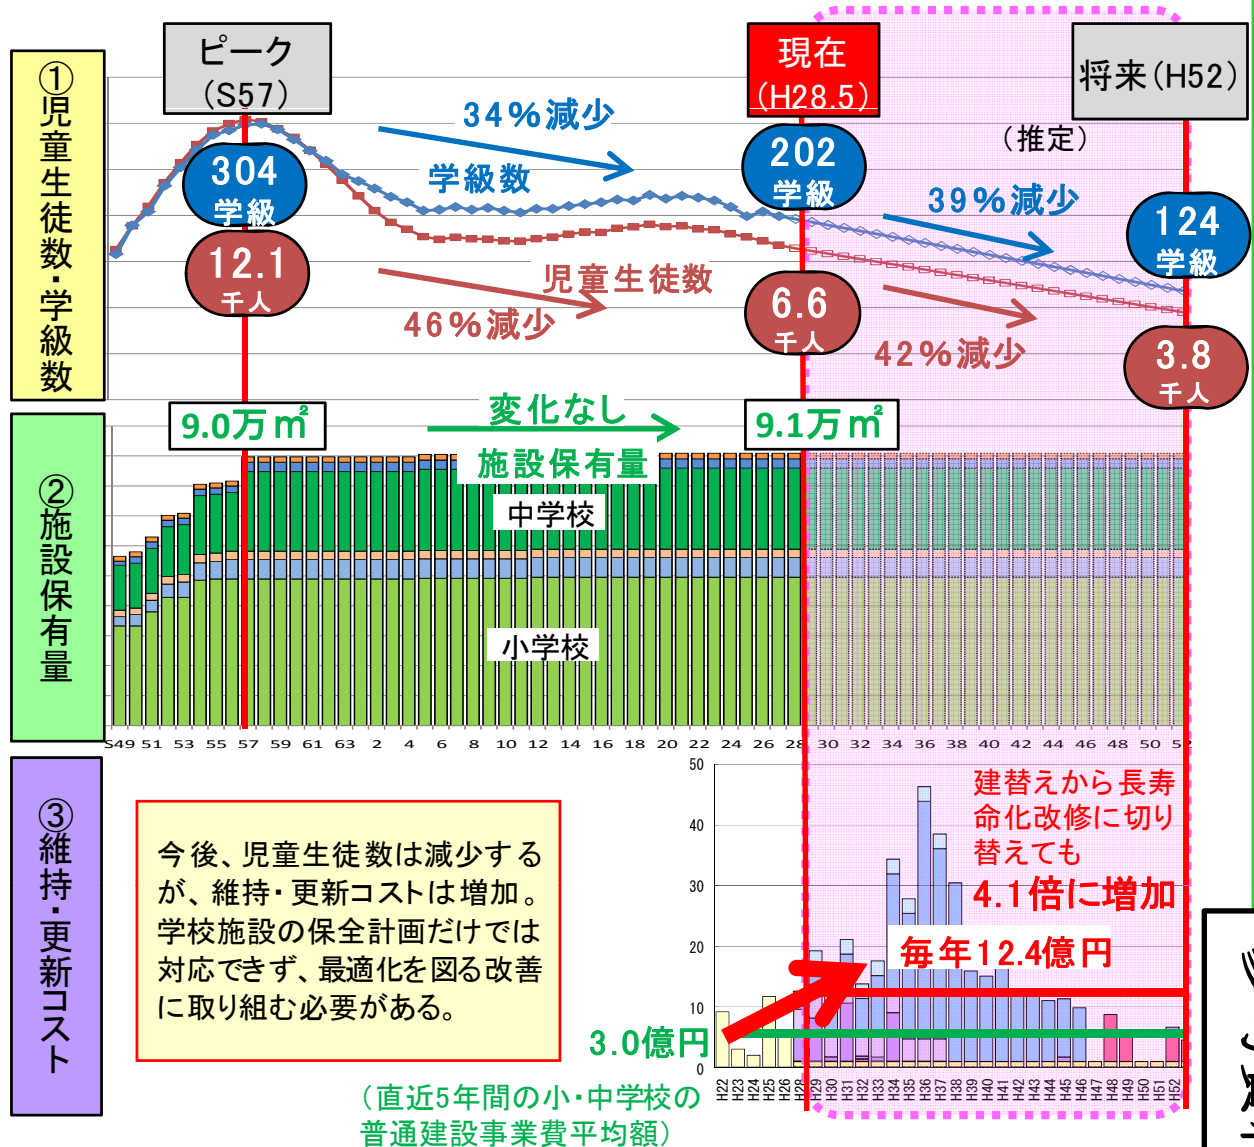 ①児童生徒数・学級数
ピーク
(S57)
現在
(H28.5)
将来(H52)
(推定)
34%減少
学級数
304
学級
202
学級
39%減少
124
学級
12.1
千人
児童生徒数
46%減少
6.6
千人
42%減少
3.8
千人
②施設保有量
9.0万㎡
変化なし
9.1万㎡
施設保有量
中学校
小学校
S49 51 53 55 57 59 61 63 2 4 6 8 10 12 14 16 18 20 22 24 26 28 30 32 34 36 38 40 42 44 46 48 50 52
③維持・更新コスト
今後、児童生徒数は減少する
が、維持・更新コストは増加。
学校施設の保全計画だけでは
対応できず、最適化を図る改善
に取り組む必要がある。
50
40
30
20
10
0
建替えから長寿
命化改修に切り
替えても
4.1倍に増加
毎年12.4億円
3.0億円
H22 H23 H24 H25 H26 H28 H29 H30 H31 H32 H33 H34 H35 H36 H37 H38 H39 H40 H41 H42 H43 H44 H45 H46 H47 H48 H49 H50 H51 H52
(直近5年間の小・中学校の
普通建設事業費平均額)